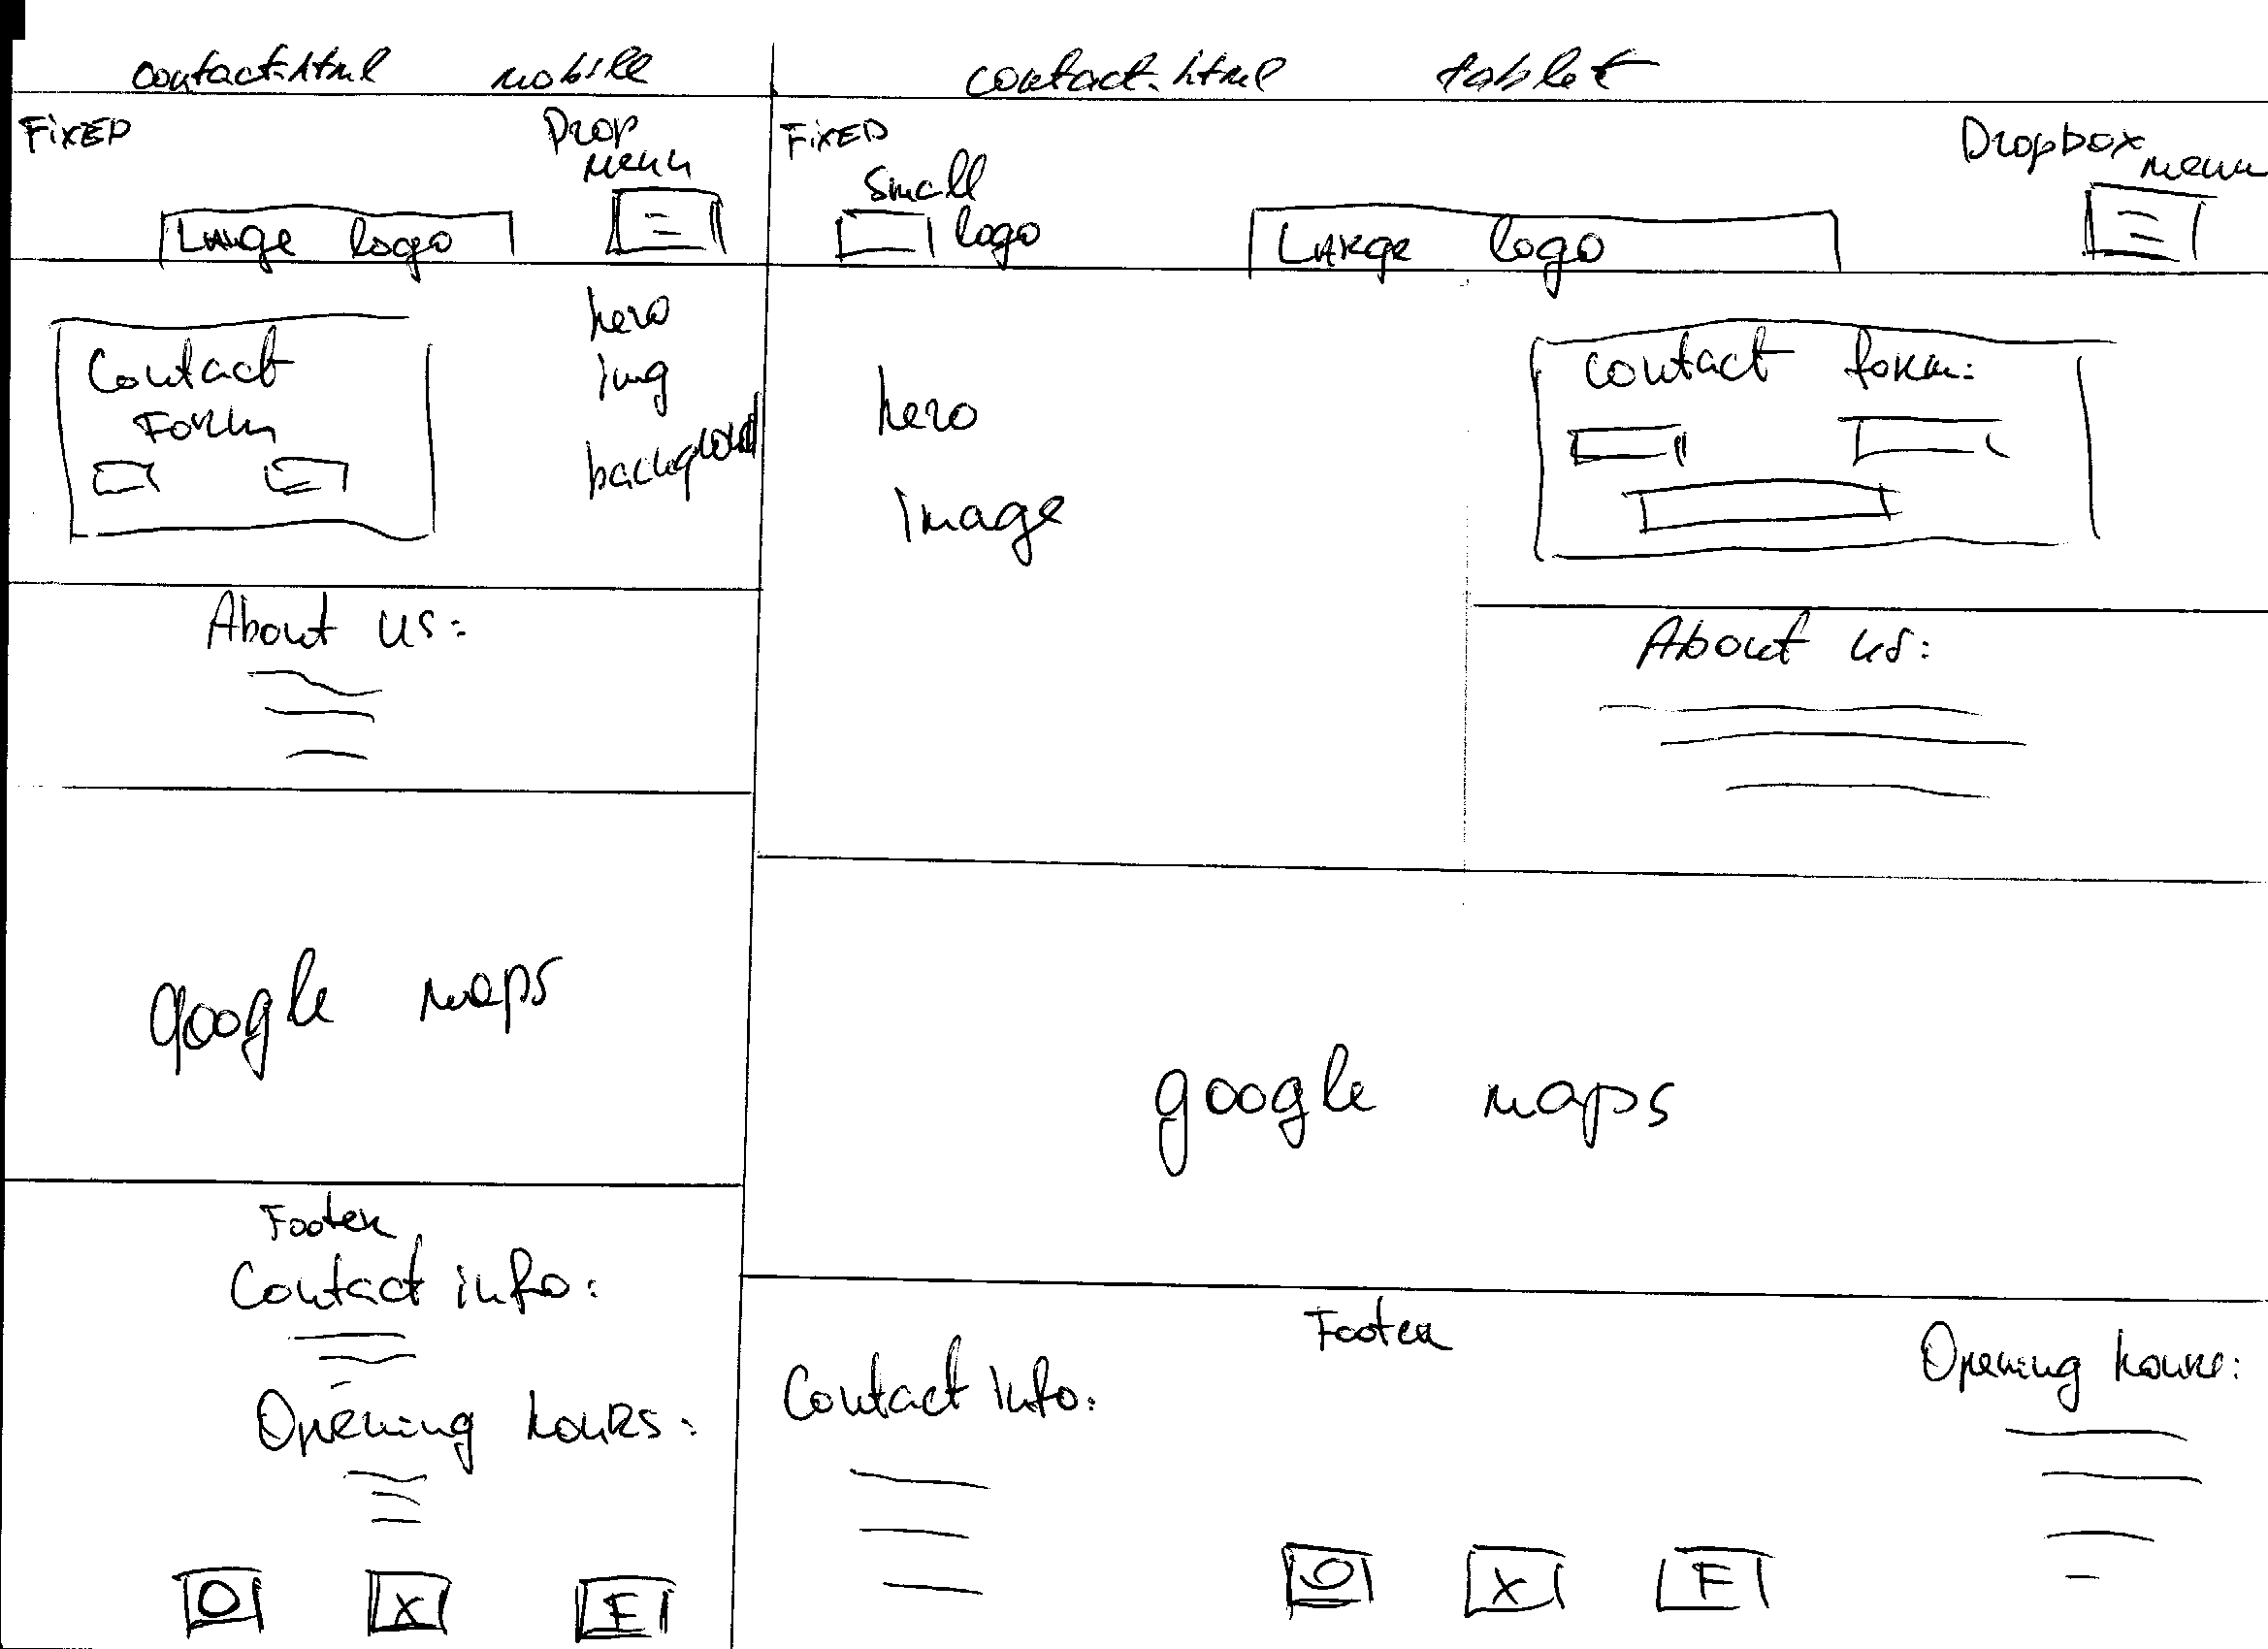 contact.html mobile
FIXED
Drop
menu
Large logo
Contact
Form
hero
img
background
About us:
google maps
Footer
Contact info:
Opening hours:
O X F
contact.html tablet
FIXED
Small
logo
LARge logo
Dropbox
menu
hero
image
contact form:
About us:
google maps
Footer
Contact info:
Opening hours:
O X F